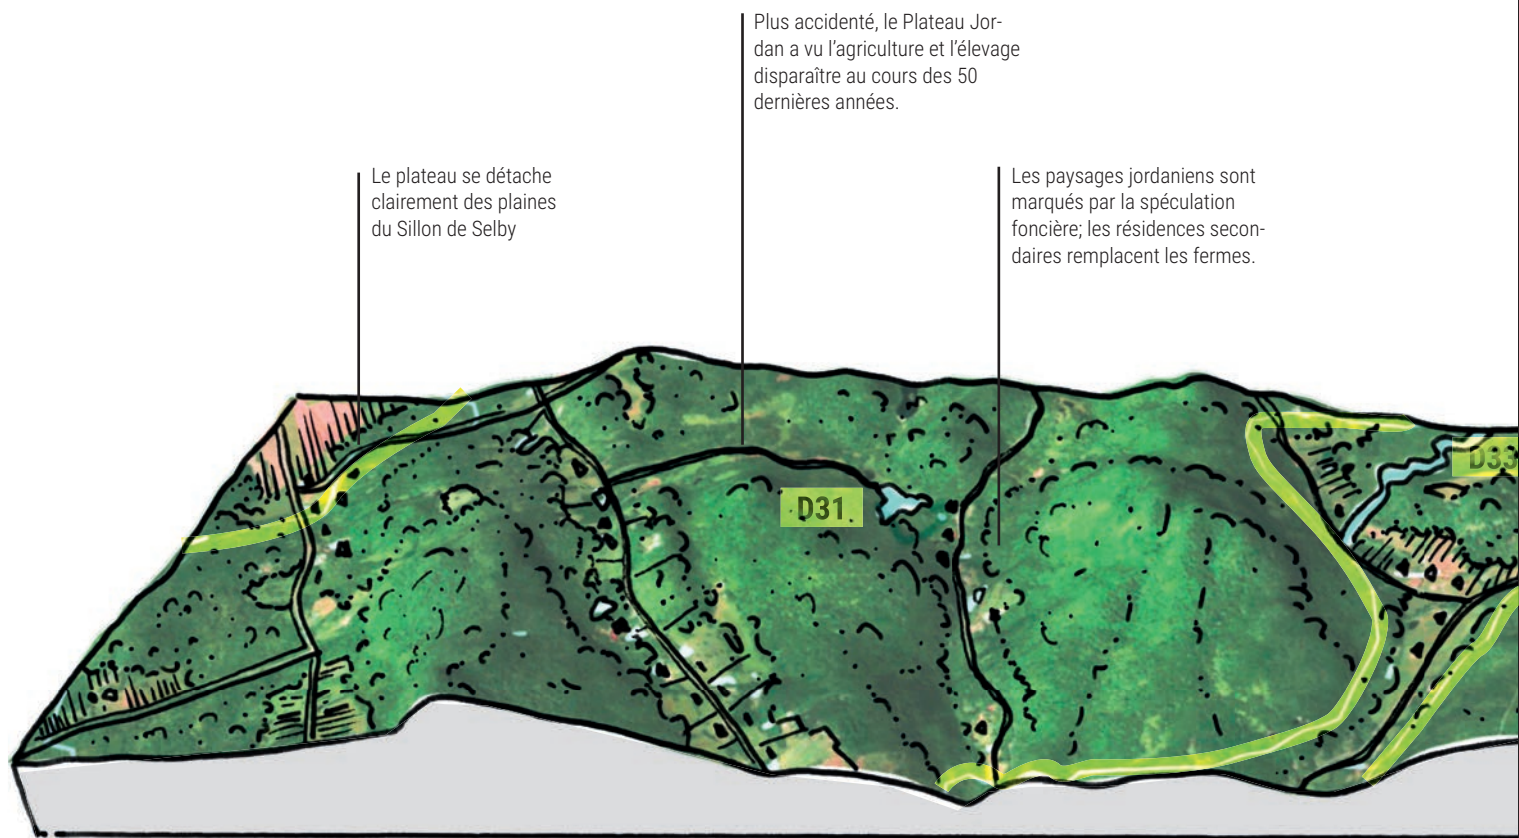 Plus accidenté, le Plateau Jor-
dan a vu l'agriculture et l'élevage
disparaître au cours des 50
dernières années.
Le plateau se détache
clairement des plaines
du Sillon de Selby
Les paysages jordaniens sont
marqués par la spéculation
foncière; les résidences secon-
daires remplacent les fermes.
D31
D33